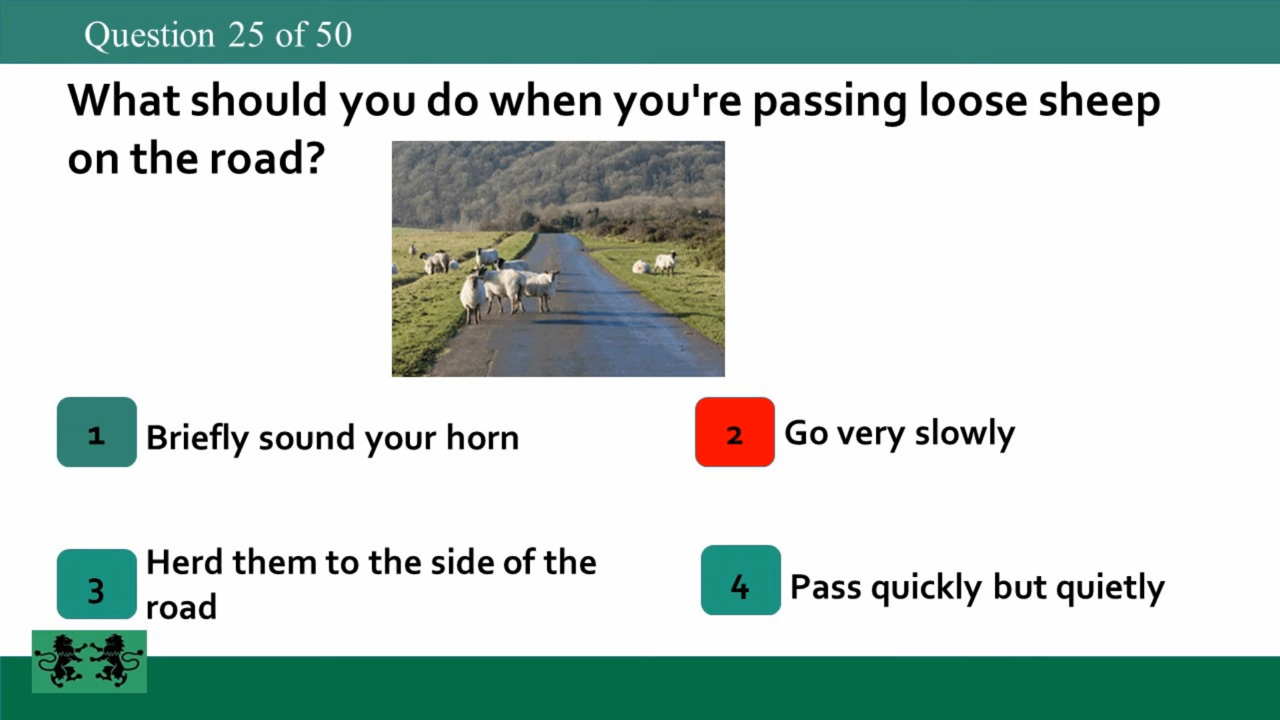 Question 25 of 50
What should you do when you're passing loose sheep
on the road?
1 Briefly sound your horn
2 Go very slowly
3 Herd them to the side of the
road
4 Pass quickly but quietly